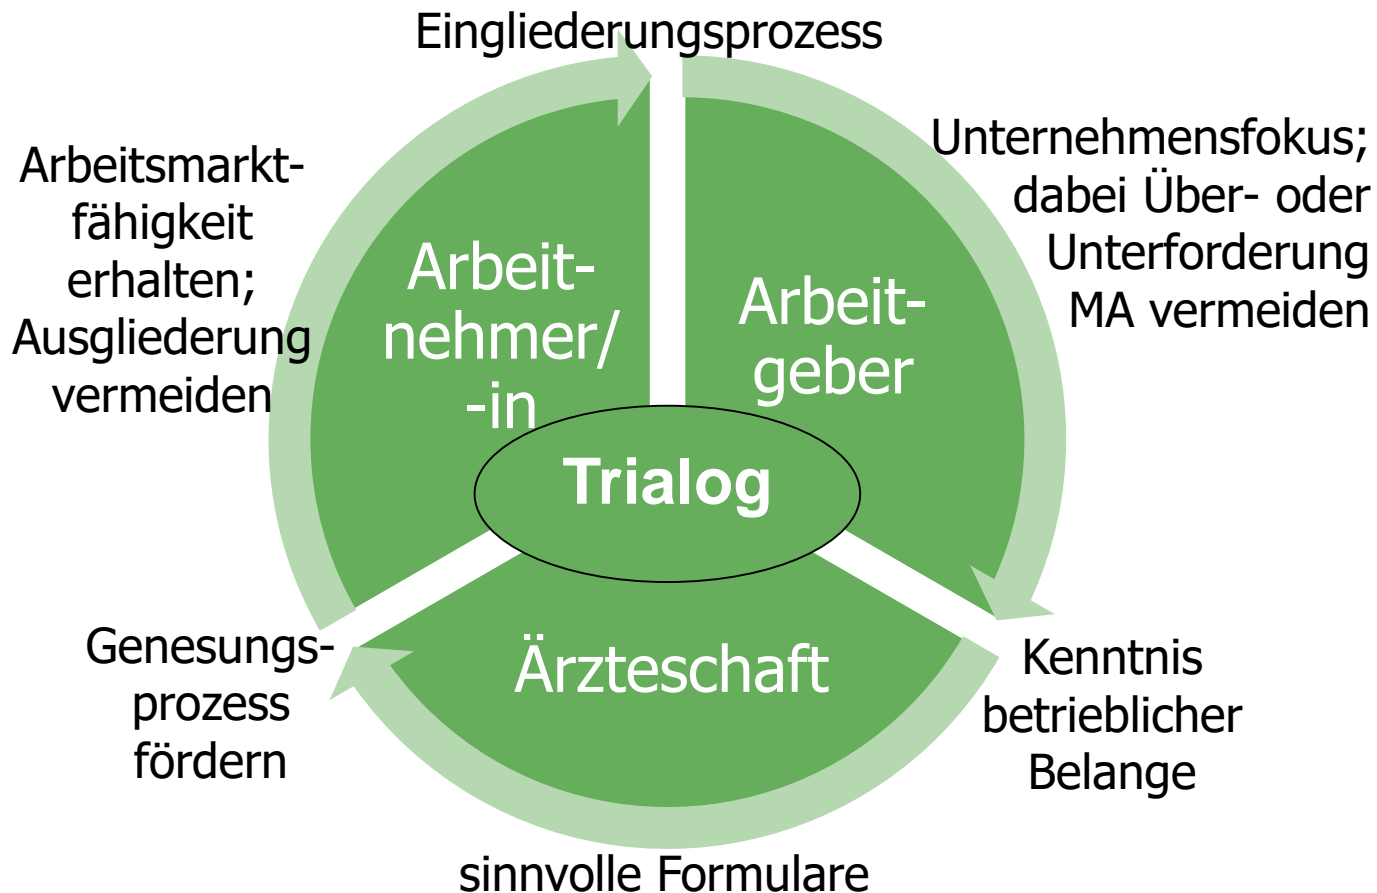 Eingliederungsprozess
Unternehmensfokus;
dabei Über- oder
Unterforderung
MA vermeiden
Arbeitsmarkt-
fähigkeit
erhalten;
Ausgliederung
vermeiden
Arbeit-
nehmer/
-in
Arbeit-
geber
Trialog
Ärzteschaft
Genesungs-
prozess
fördern
Kenntnis
betrieblicher
Belange
sinnvolle Formulare